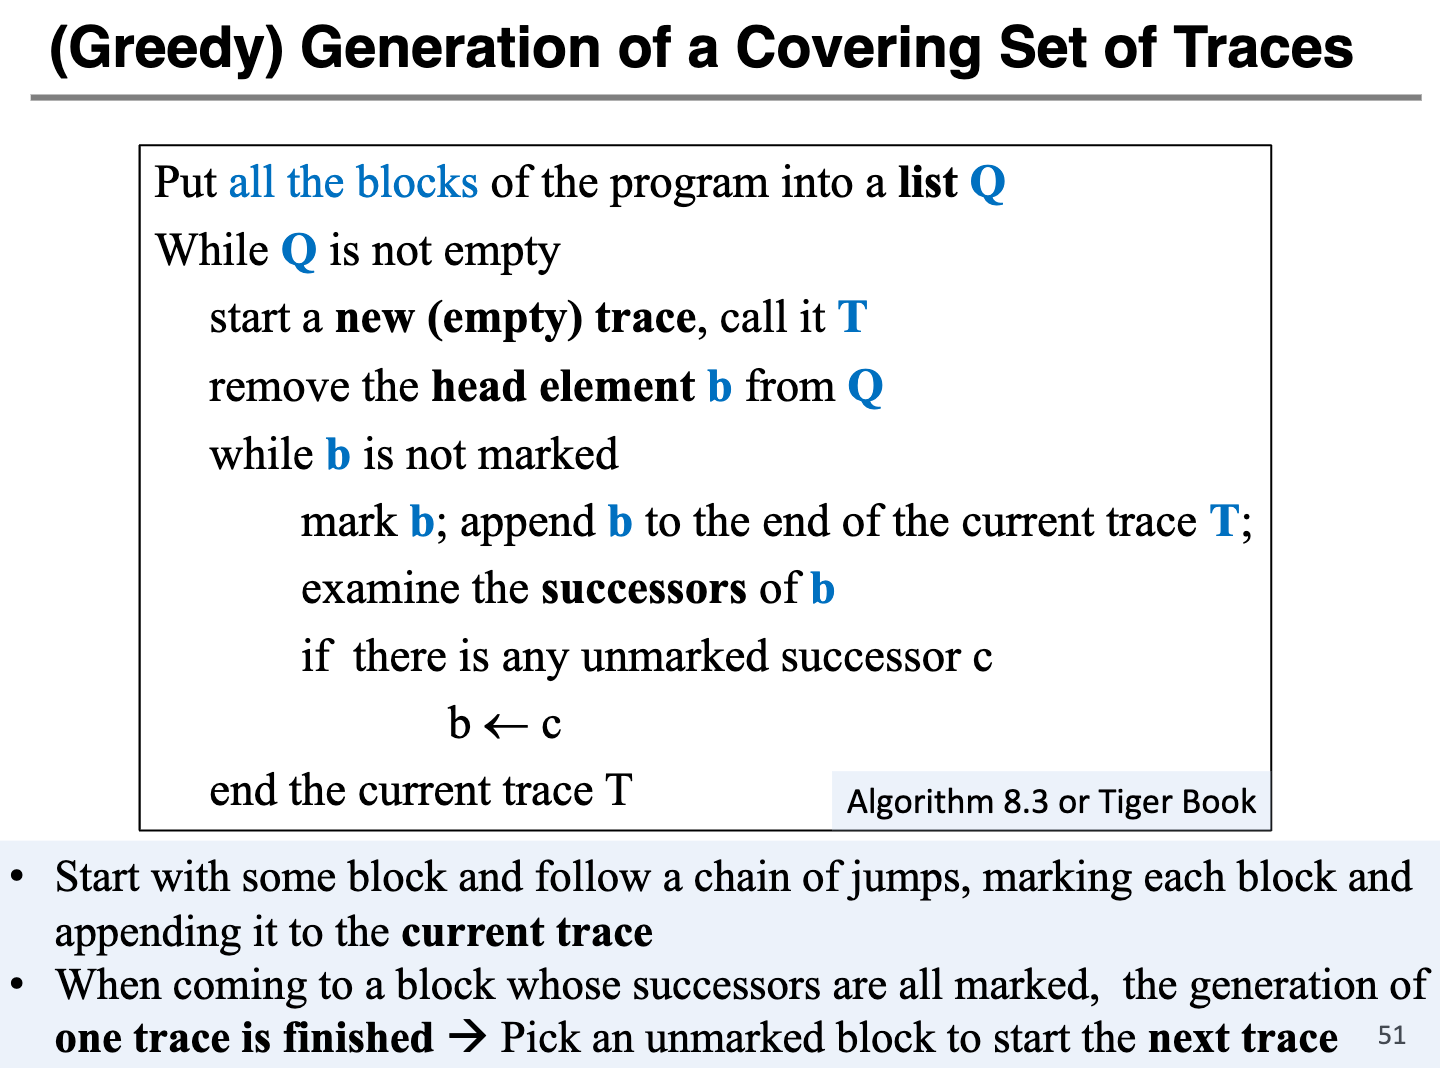 (Greedy) Generation of a Covering Set of Traces
Put all the blocks of the program into a list Q
While Q is not empty
start a new (empty) trace, call it T
remove the head element b from Q
while b is not marked
mark b; append b to the end of the current trace T;
examine the successors of b
if there is any unmarked successor c
b ← c
end the current trace T
Algorithm 8.3 or Tiger Book
• Start with some block and follow a chain of jumps, marking each block and
appending it to the current trace
• When coming to a block whose successors are all marked, the generation of
one trace is finished → Pick an unmarked block to start the next trace
51